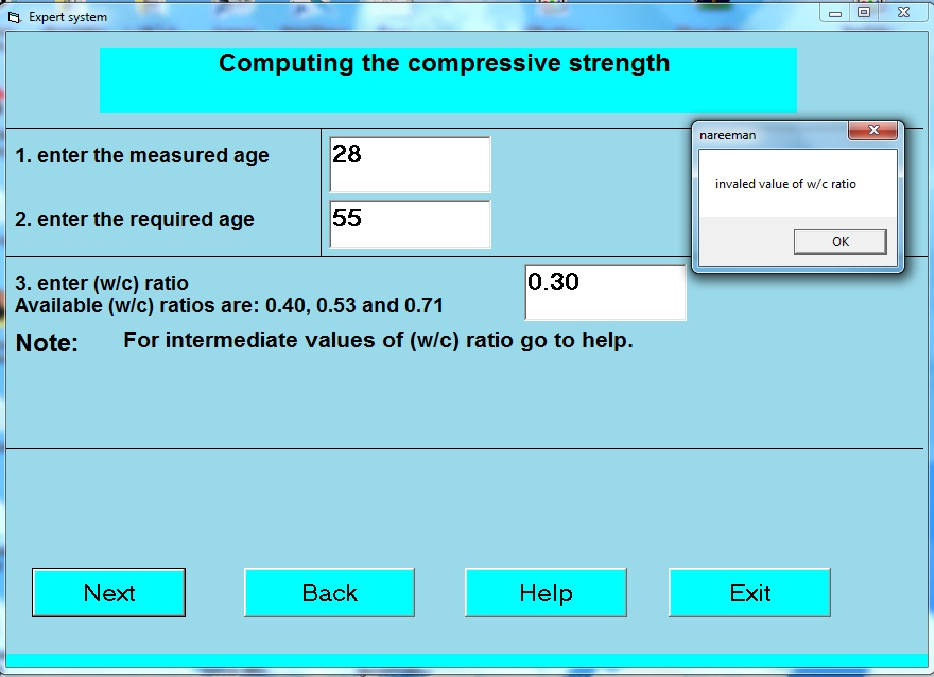 Expert system
Computing the compressive strength
1. enter the measured age
28
2. enter the required age
55
nareeman
invaled value of w/c ratio
OK
3. enter (w/c) ratio
0.30
Available (w/c) ratios are: 0.40, 0.53 and 0.71
Note: For intermediate values of (w/c) ratio go to help.
Next
Back
Help
Exit